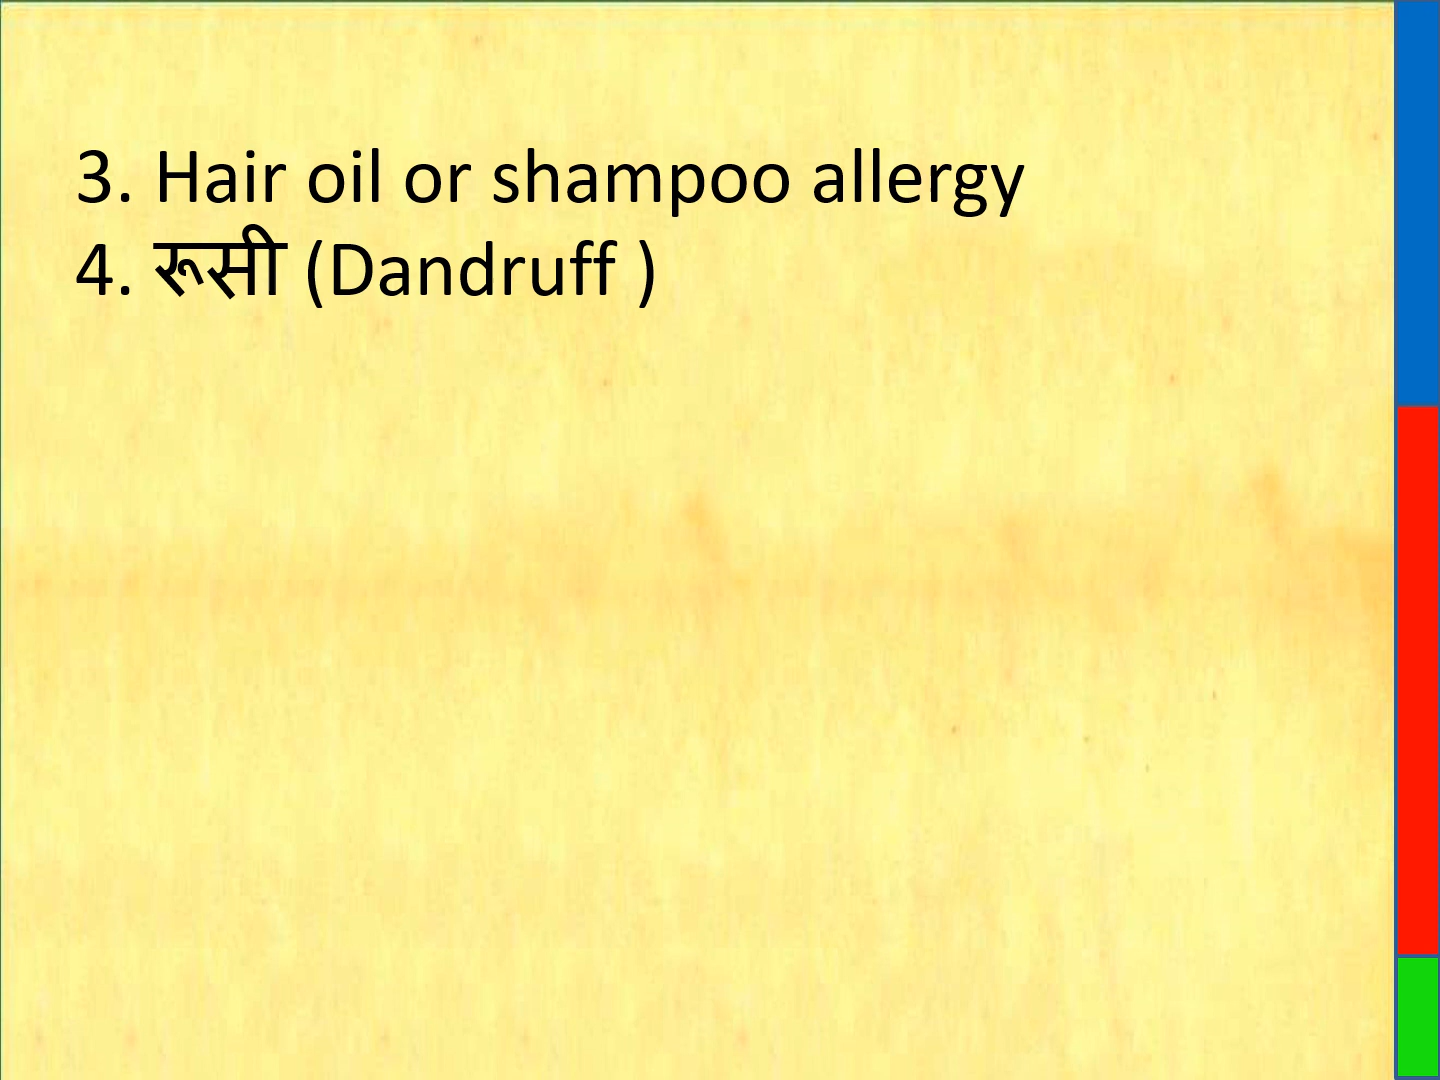 3. Hair oil or shampoo allergy
4. रूसी (Dandruff )